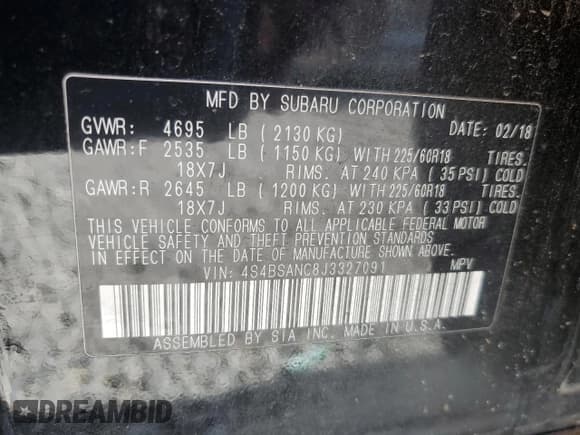 MFD BY SUBARU CORPORATION
GVWR: 4695 LB ( 2130 KG) DATE: 02/18
GAWR:F 2535 LB ( 1150 KG) WITH 225/60R18 TIRES.
18X7J RIMS. AT 240 KPA ( 35 PSI) COLD
GAWR:R 2645 LB ( 1200 KG) WITH 225/60R18 TIRES.
18X7J RIMS. AT 230 KPA ( 33 PSI) COLD
THIS VEHICLE CONFORMS TO ALL APPLICABLE FEDERAL MOTOR
VEHICLE SAFETY AND THEFT PREVENTION STANDARDS
IN EFFECT ON THE DATE OF MANUFACTURE SHOWN ABOVE.
VIN: 4S4BSANC8J3327091 MPV
ASSEMBLED BY SIA INC. MADE IN U.S.A.
DREAMBID